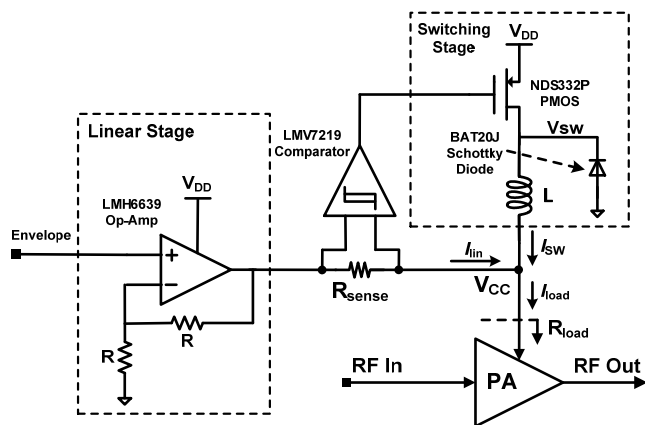 Switching
Stage
VDD
NDS332P
PMOS
Vsw
BAT20J
Schottky
Diode
L
LMV7219
Comparator
Linear Stage
VDD
LMH6639
Op-Amp
Envelope
+
−
R
R
Rsense
Ilin
VCC
ISW
Iload
Rload
RF In
PA
RF Out